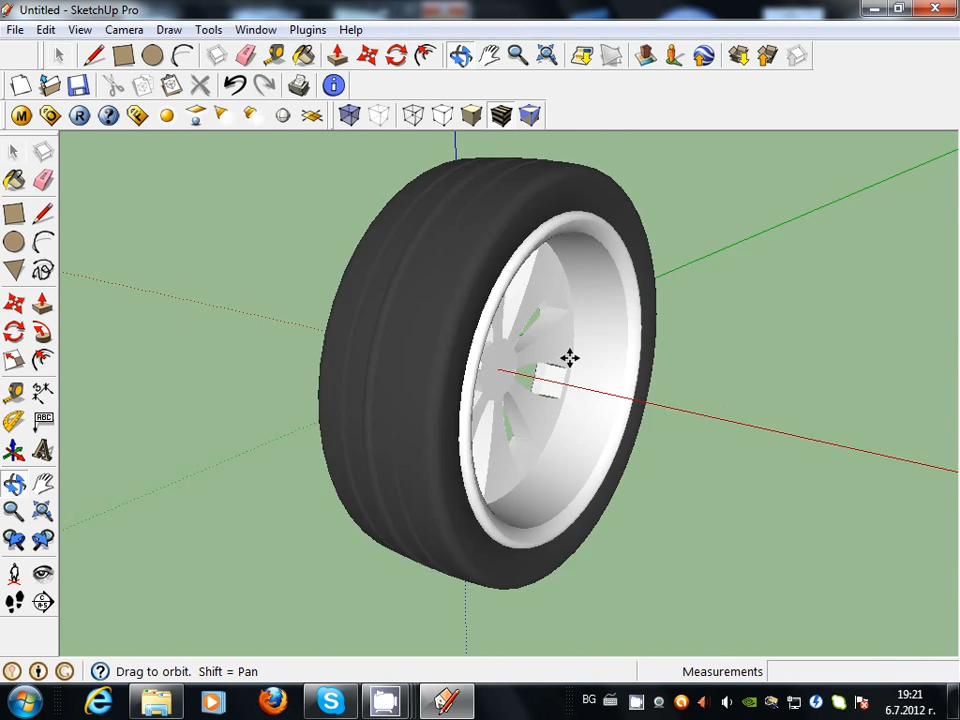 Untitled - SketchUp Pro
File Edit View Camera Draw Tools Window Plugins Help
M O R ?
ABC
Drag to orbit. Shift = Pan
Measurements
BG
19:21
6.7.2012 г.